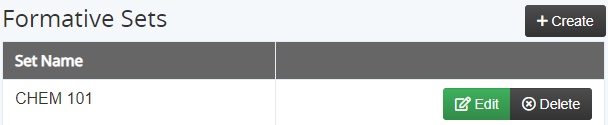 Formative Sets
+ Create
Set Name
CHEM 101
Edit
Delete